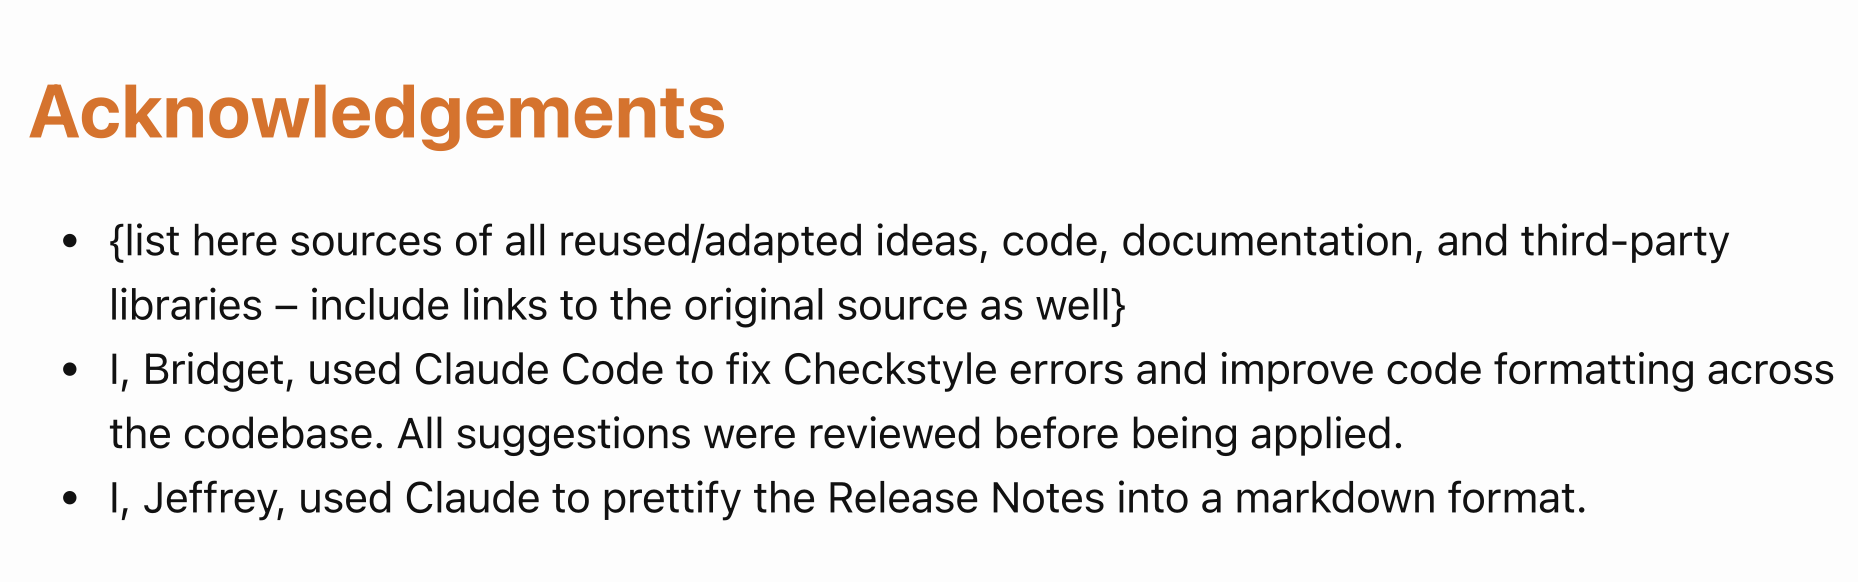 Acknowledgements
• {list here sources of all reused/adapted ideas, code, documentation, and third-party
libraries – include links to the original source as well}
• I, Bridget, used Claude Code to fix Checkstyle errors and improve code formatting across
the codebase. All suggestions were reviewed before being applied.
• I, Jeffrey, used Claude to prettify the Release Notes into a markdown format.